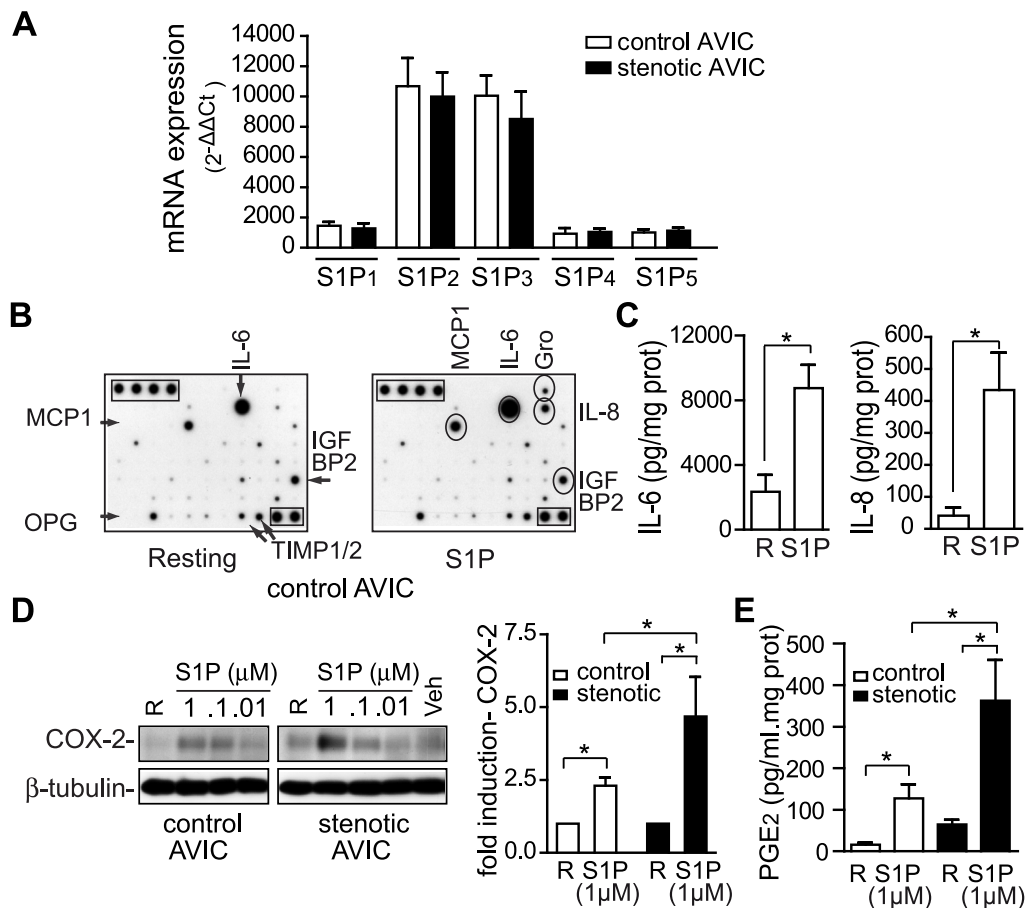 A
mRNA expression
(2-ΔΔCt)
14000
12000
10000
8000
6000
4000
2000
0
control AVIC
stenotic AVIC
S1P1 S1P2 S1P3 S1P4 S1P5
B
IL-6
MCP1
OPG
IGF
BP2
TIMP1/2
Resting
MCP1
IL-6
Gro
IL-8
IGF
BP2
S1P
control AVIC
C
IL-6 (pg/mg prot)
12000
9000
6000
3000
0
*
R S1P
IL-8 (pg/mg prot)
600
500
400
300
200
100
0
*
R S1P
D
S1P (μM) S1P (μM)
R 1 .1 .01 R 1 .1 .01 Veh
COX-2-
β-tubulin-
control
AVIC
stenotic
AVIC
fold induction- COX-2
7.5
5.0
2.5
0.0
*
control
stenotic
*
*
R S1P R S1P
(1μM) (1μM)
E
PGE2 (pg/ml.mg prot)
500
400
300
200
100
0
*
control
stenotic
*
*
R S1P R S1P
(1μM) (1μM)